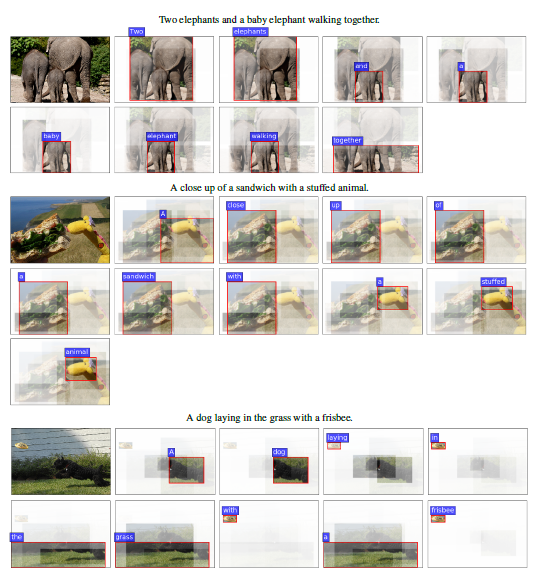 Two elephants and a baby elephant walking together.
Two elephants and a
baby elephant walking together
A close up of a sandwich with a stuffed animal.
A close up of
a sandwich with a stuffed
animal
A dog laying in the grass with a frisbee.
A dog laying in
the grass with a frisbee